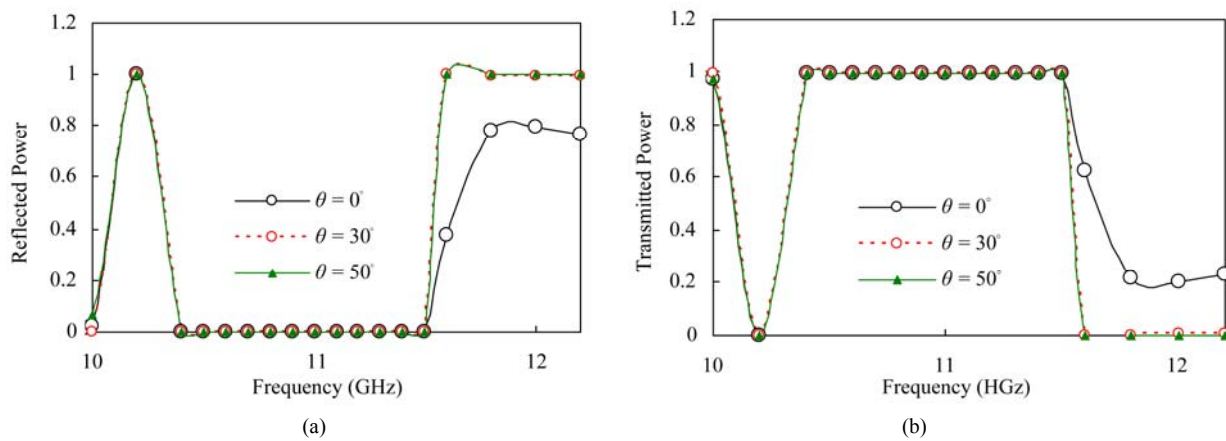 1.2
1
0.8
0.6
0.4
0.2
0
Reflected Power
θ = 0°
θ = 30°
θ = 50°
10
11
12
Frequency (GHz)
(a)
1.2
1
0.8
0.6
0.4
0.2
0
Transmitted Power
θ = 0°
θ = 30°
θ = 50°
10
11
12
Frequency (HGz)
(b)